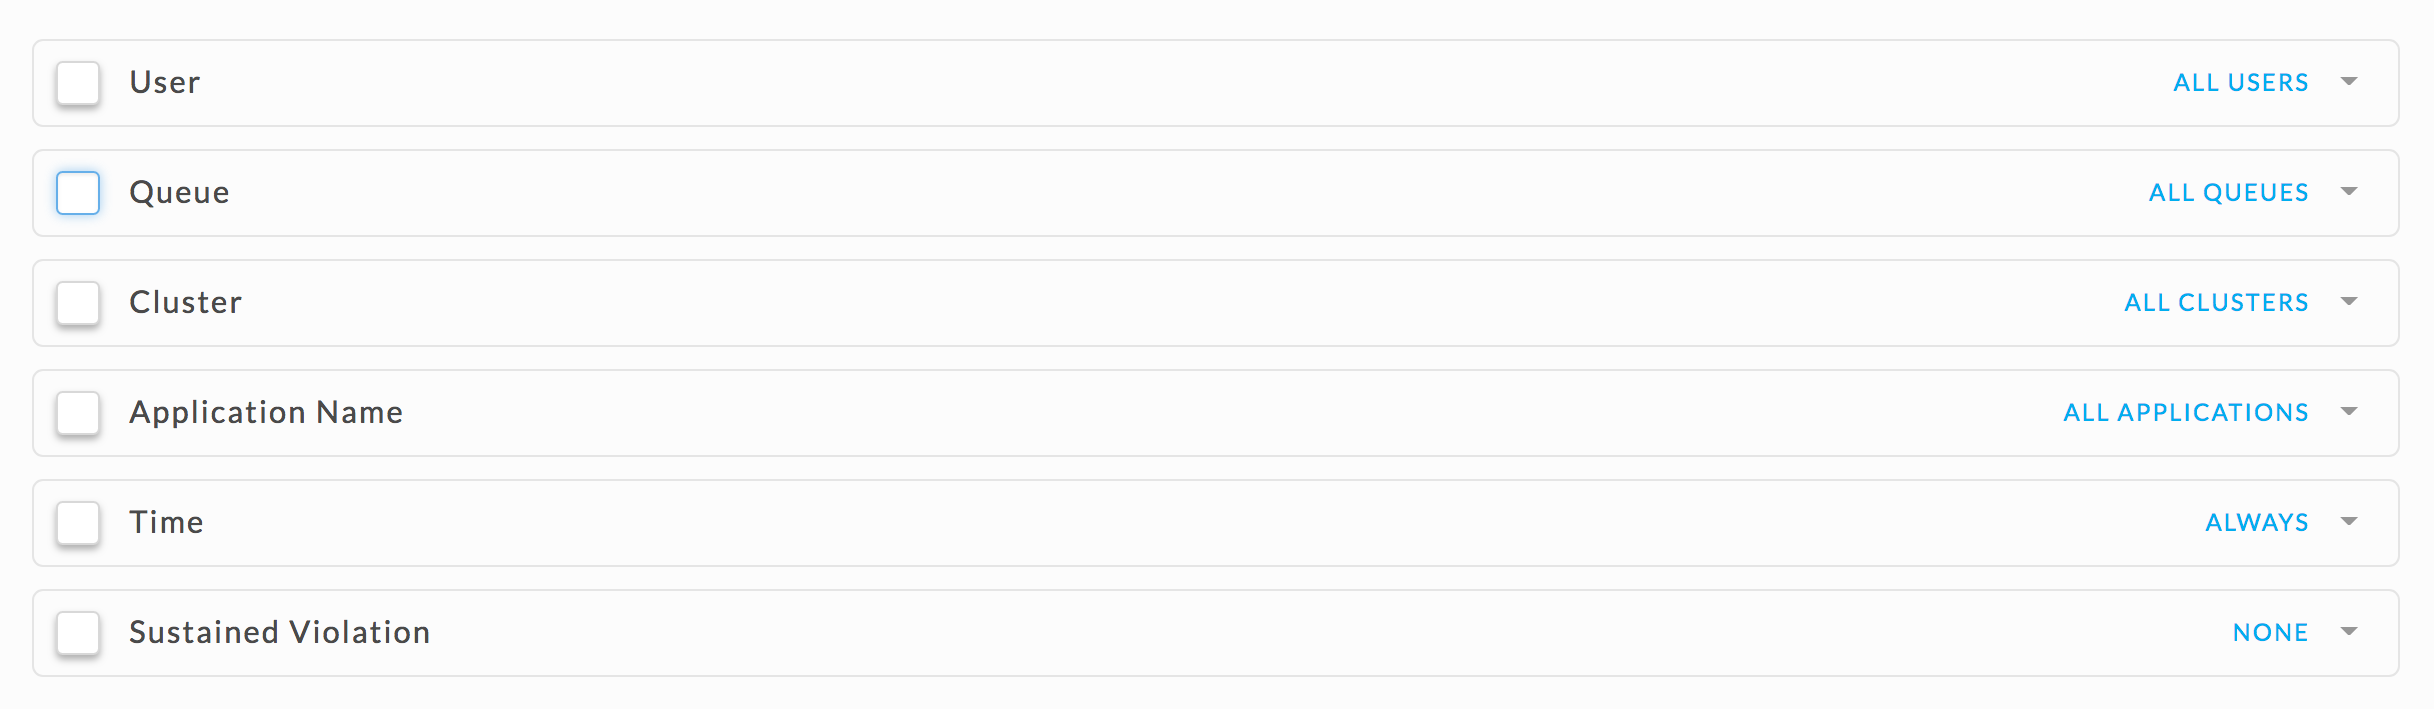 User ALL USERS
Queue ALL QUEUES
Cluster ALL CLUSTERS
Application Name ALL APPLICATIONS
Time ALWAYS
Sustained Violation NONE